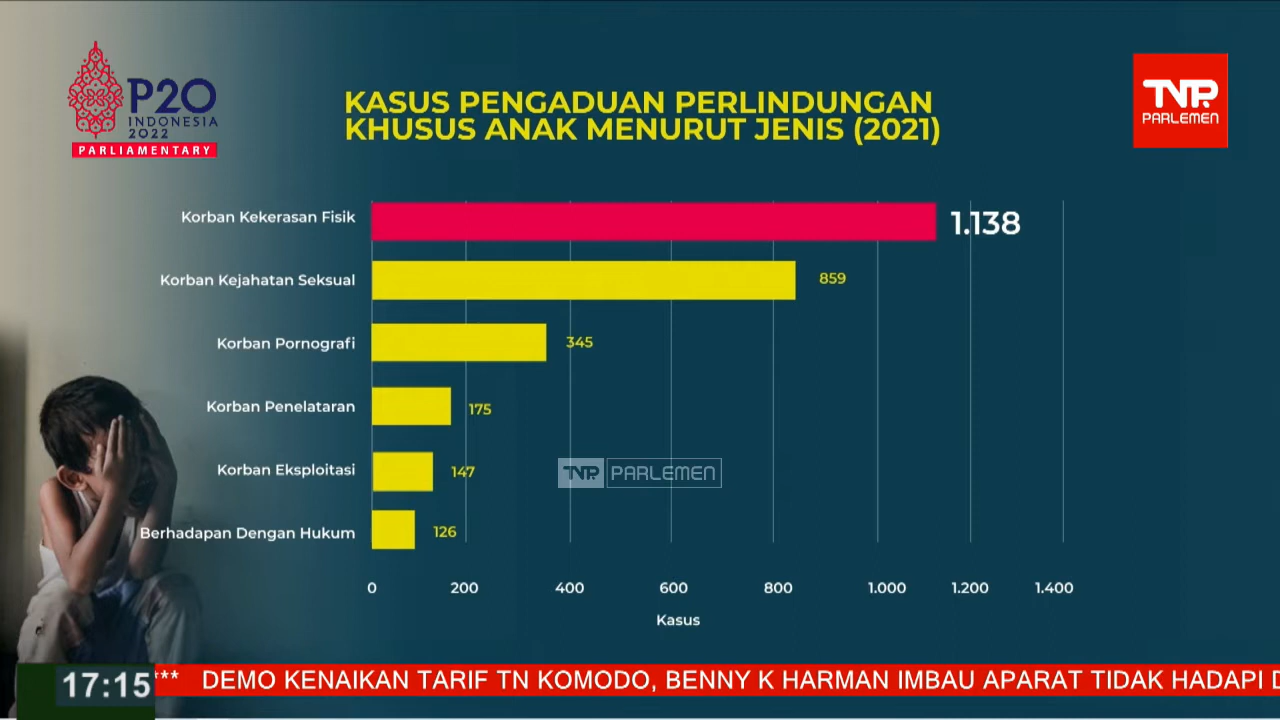 P20
INDONESIA
2022
PARLIAMENTARY
TVP.
PARLEMEN
KASUS PENGADUAN PERLINDUNGAN
KHUSUS ANAK MENURUT JENIS (2021)
Korban Kekerasan Fisik 1.138
Korban Kejahatan Seksual 859
Korban Pornografi 345
Korban Penelataran 175
Korban Eksploitasi 147
TVP. PARLEMEN
Berhadapan Dengan Hukum 126
0 200 400 600 800 1.000 1.200 1.400
Kasus
17:15 *** DEMO KENAIKAN TARIF TN KOMODO, BENNY K HARMAN IMBAU APARAT TIDAK HADAPI D